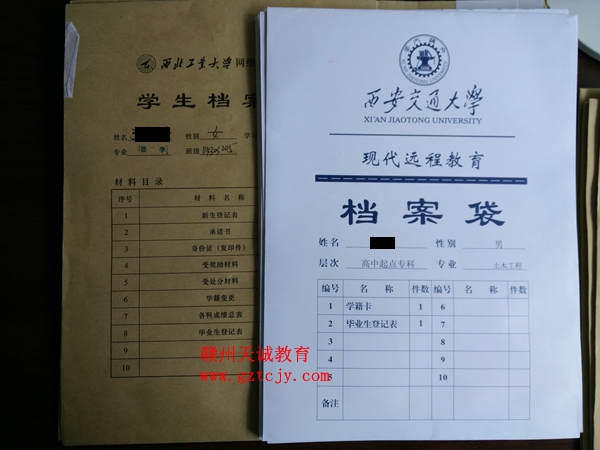 西北工业大学 网络
学生档案
姓名 性别 女 学习
专业 会计 班级
材料目录
序号 材料名称
1 新生登记表
2 承诺书
3 身份证(复印件)
4 受奖励材料
5 受处分材料
6 学籍变更
7 各科成绩总表
8 毕业生登记表
9
10
西安交通大学
XI'AN JIAOTONG UNIVERSITY
现代远程教育
档案袋
姓名 性别 男
层次 高中起点专科 专业 土木工程
编号 名称 件数 编号 名称 件数
1 学籍卡 1 6
2 毕业生登记表 1 7
3 8
4 9
5 10
备注
赣州天诚教育
www.gztcjy.com